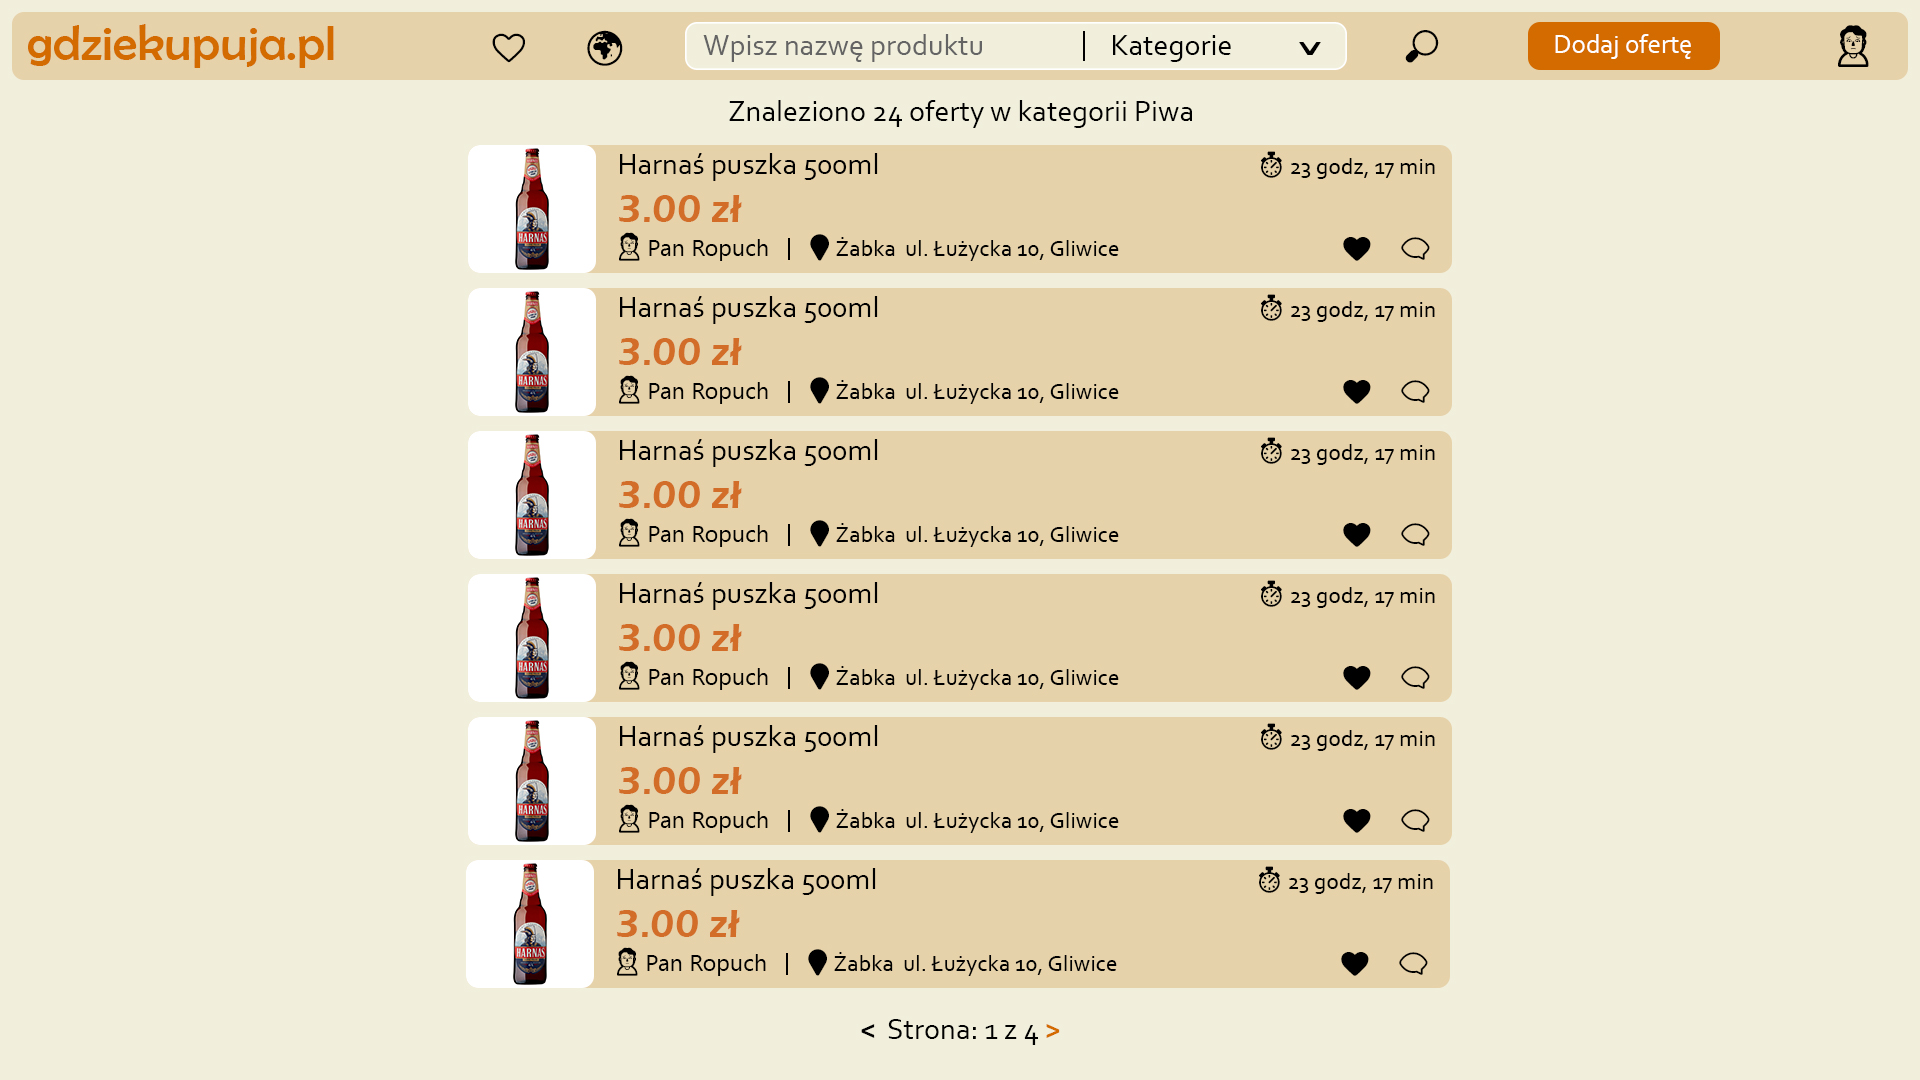 gdziekupuja.pl
Wpisz nazwę produktu | Kategorie
Dodaj ofertę
Znaleziono 24 oferty w kategorii Piwa
HARNAŚ
Harnaś puszka 500ml
23 godz, 17 min
3.00 zł
Pan Ropuch | Żabka ul. Łużycka 10, Gliwice
HARNAŚ
Harnaś puszka 500ml
23 godz, 17 min
3.00 zł
Pan Ropuch | Żabka ul. Łużycka 10, Gliwice
HARNAŚ
Harnaś puszka 500ml
23 godz, 17 min
3.00 zł
Pan Ropuch | Żabka ul. Łużycka 10, Gliwice
HARNAŚ
Harnaś puszka 500ml
23 godz, 17 min
3.00 zł
Pan Ropuch | Żabka ul. Łużycka 10, Gliwice
HARNAŚ
Harnaś puszka 500ml
23 godz, 17 min
3.00 zł
Pan Ropuch | Żabka ul. Łużycka 10, Gliwice
HARNAŚ
Harnaś puszka 500ml
23 godz, 17 min
3.00 zł
Pan Ropuch | Żabka ul. Łużycka 10, Gliwice
< Strona: 1 z 4 >